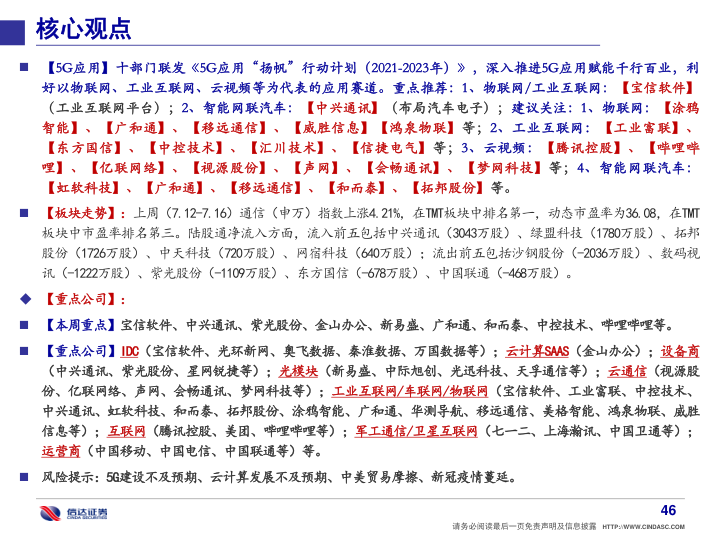 核心观点
【5G应用】十部门联发《5G应用“扬帆”行动计划（2021-2023年）》，深入推进5G应用赋能千行百业，利
好以物联网、工业互联网、云视频等为代表的应用赛道。重点推荐：1、物联网/工业互联网：【宝信软件】
（工业互联网平台）；2、智能网联汽车：【中兴通讯】（布局汽车电子）；建议关注：1、物联网：【涂鸦
智能】、【广和通】、【移远通信】、【威胜信息】【鸿泉物联】等；2、工业互联网：【工业富联】、
【东方国信】、【中控技术】、【汇川技术】、【信捷电气】等；3、云视频：【腾讯控股】、【哔哩哔
哩】、【亿联网络】、【视源股份】、【声网】、【会畅通讯】、【梦网科技】等；4、智能网联汽车：
【虹软科技】、【广和通】、【移远通信】、【和而泰】、【拓邦股份】等。
【板块走势】：上周（7.12-7.16）通信（申万）指数上涨4.21%，在TMT板块中排名第一，动态市盈率为36.08，在TMT
板块中市盈率排名第三。陆股通净流入方面，流入前五包括中兴通讯（3043万股）、绿盟科技（1780万股）、拓邦
股份（1726万股）、中天科技（720万股）、网宿科技（640万股）；流出前五包括沙钢股份（-2036万股）、数码视
讯（-1222万股）、紫光股份（-1109万股）、东方国信（-678万股）、中国联通（-468万股）。
【重点公司】：
【本周重点】宝信软件、中兴通讯、紫光股份、金山办公、新易盛、广和通、和而泰、中控技术、哔哩哔哩等。
【重点公司】IDC（宝信软件、光环新网、奥飞数据、秦淮数据、万国数据等）；云计算SAAS（金山办公）；设备商
（中兴通讯、紫光股份、星网锐捷等）；光模块（新易盛、中际旭创、光迅科技、天孚通信等）；云通信（视源股
份、亿联网络、声网、会畅通讯、梦网科技等）；工业互联网/车联网/物联网（宝信软件、工业富联、中控技术、
中兴通讯、虹软科技、和而泰、拓邦股份、涂鸦智能、广和通、华测导航、移远通信、美格智能、鸿泉物联、威胜
信息等）；互联网（腾讯控股、美团、哔哩哔哩等）；军工通信/卫星互联网（七一二、上海瀚讯、中国卫通等）；
运营商（中国移动、中国电信、中国联通等）等。
风险提示：5G建设不及预期、云计算发展不及预期、中美贸易摩擦、新冠疫情蔓延。
信达证券
CINDA SECURITIES
46
请务必阅读最后一页免责声明及信息披露 HTTP://WWW.CINDASC.COM